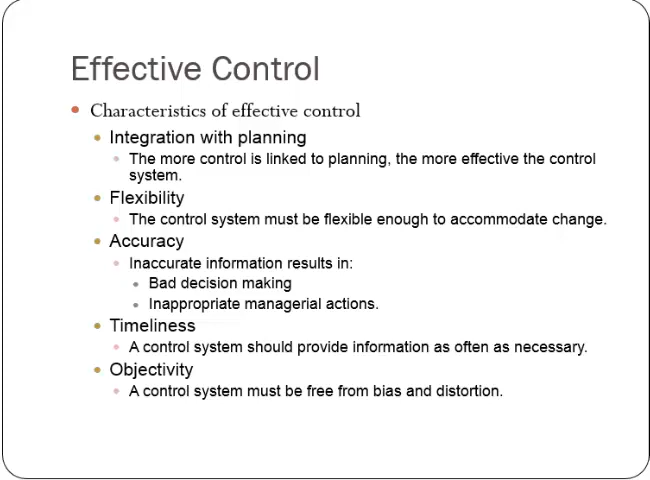 Effective Control
Characteristics of effective control
Integration with planning
The more control is linked to planning, the more effective the control
system.
Flexibility
The control system must be flexible enough to accommodate change.
Accuracy
Inaccurate information results in:
Bad decision making
Inappropriate managerial actions.
Timeliness
A control system should provide information as often as necessary.
Objectivity
A control system must be free from bias and distortion.